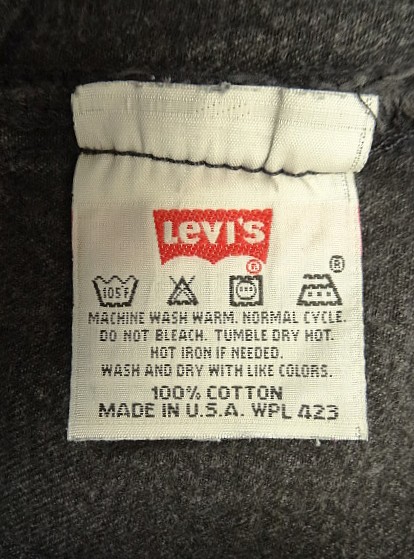 LEVI'S
®
®
105°F
MACHINE WASH WARM. NORMAL CYCLE.
DO NOT BLEACH. TUMBLE DRY HOT.
HOT IRON IF NEEDED.
WASH AND DRY WITH LIKE COLORS.
100% COTTON
MADE IN U.S.A. WPL 423